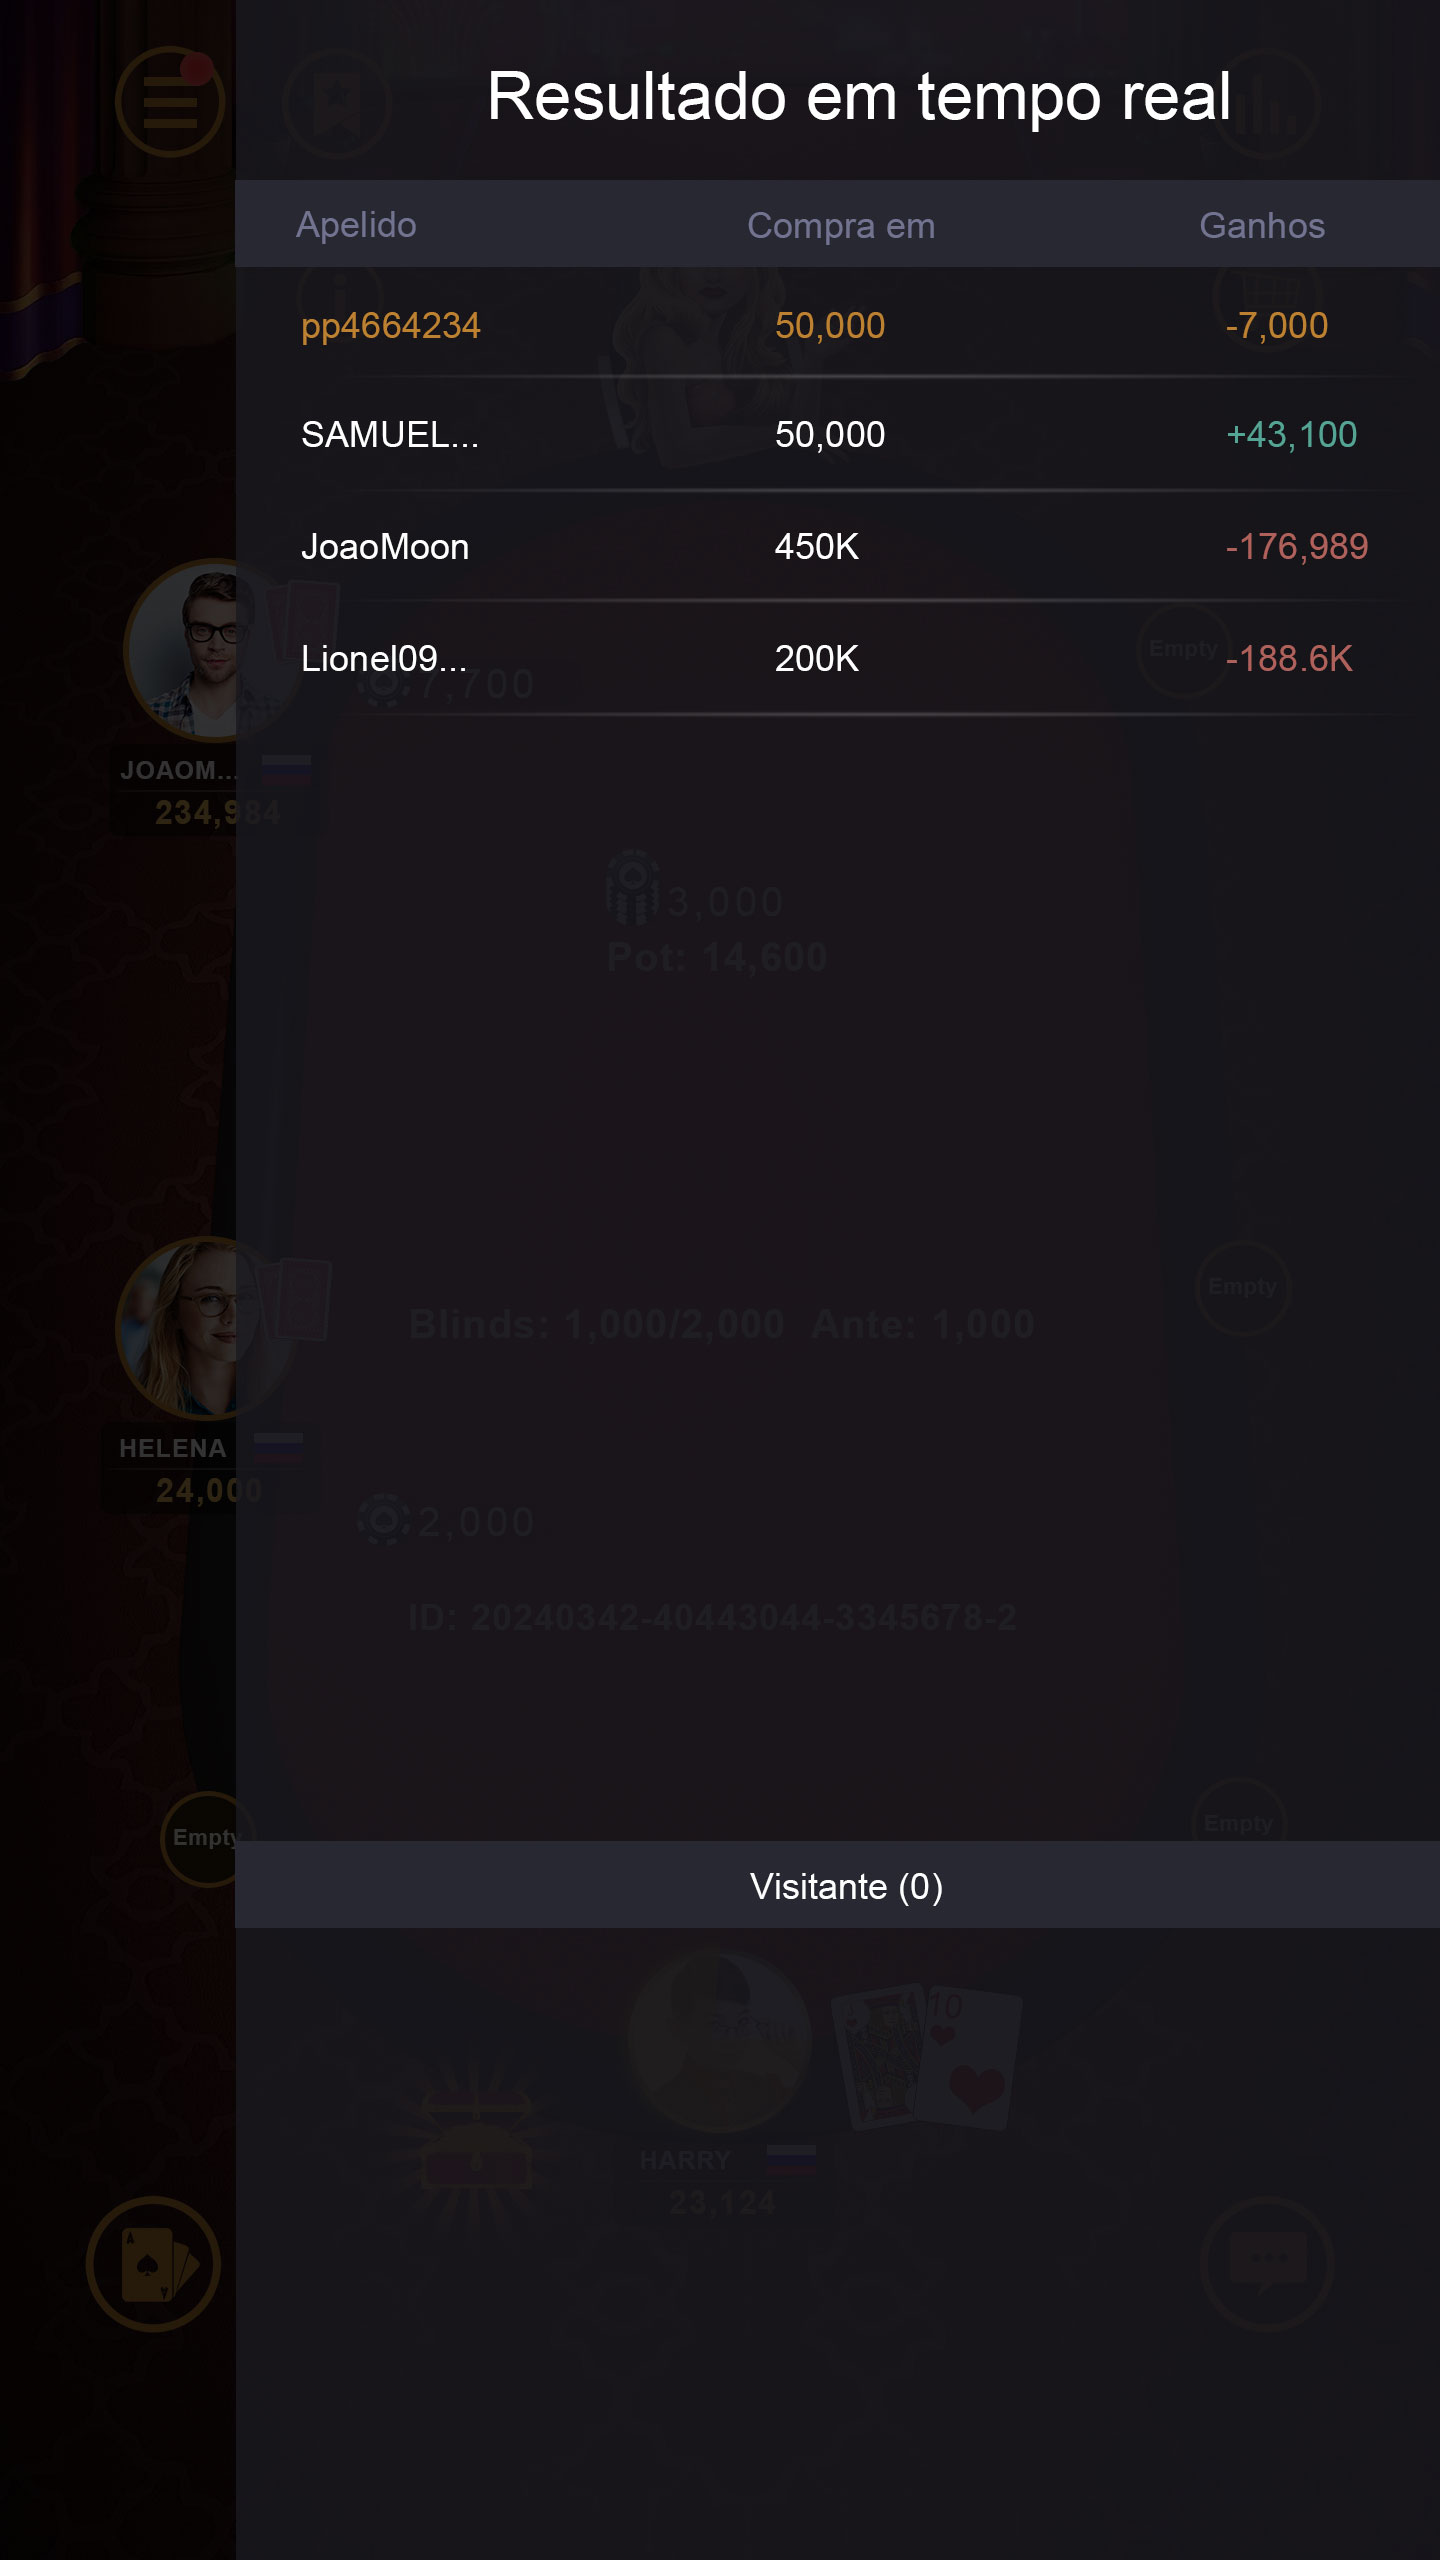 Resultado em tempo real
Apelido Compra em Ganhos
pp4664234 50,000 -7,000
SAMUEL... 50,000 +43,100
JoaoMoon 450K -176,989
Lionel09... 200K -188.6K
Empty
7,700
JOAOM...
234,984
3,000
Pot: 14,600
Empty
Blinds: 1,000/2,000 Ante: 1,000
HELENA
24,000
2,000
ID: 20240342-40443044-3345678-2
Empty
Empty
Visitante (0)
J
10
HARRY
23,124
A
A